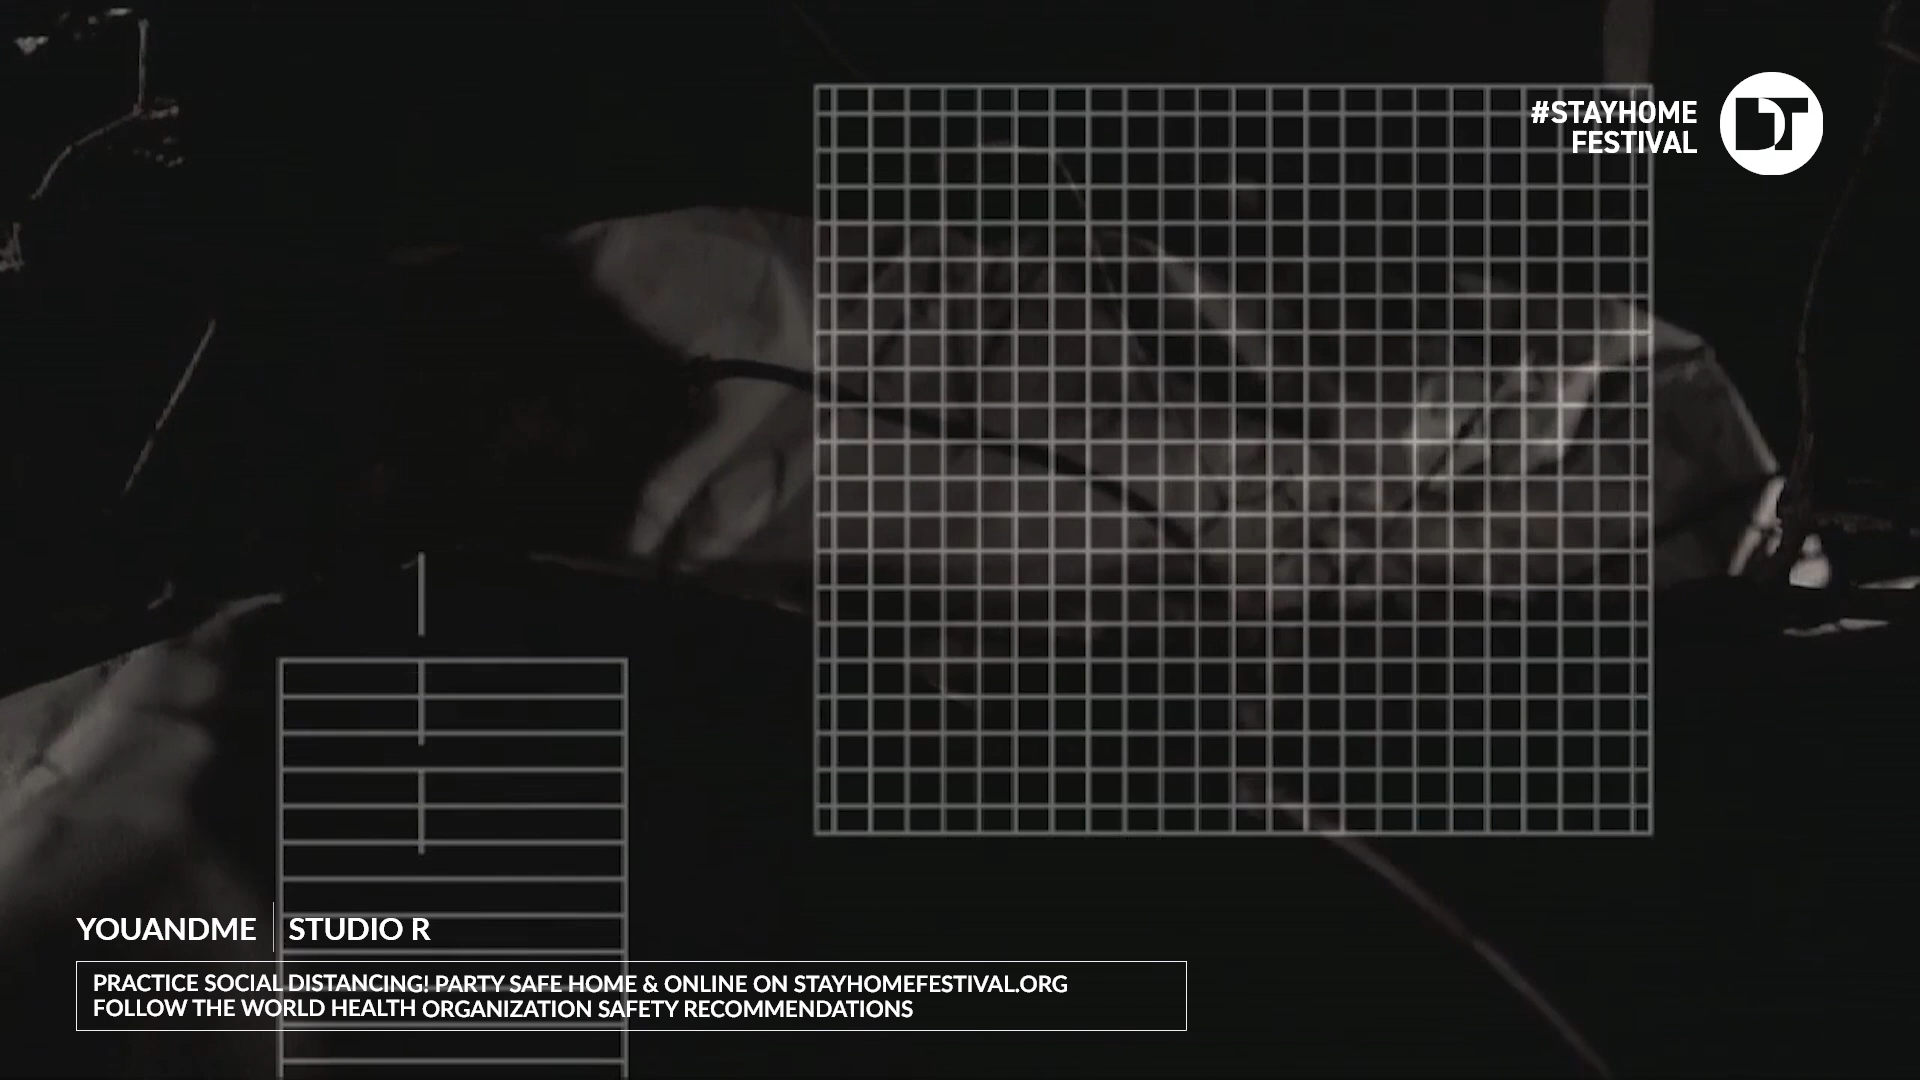 #STAYHOME
FESTIVAL
DT
YOUANDME
STUDIO R
PRACTICE SOCIAL DISTANCING! PARTY SAFE HOME & ONLINE ON STAYHOMEFESTIVAL.ORG
FOLLOW THE WORLD HEALTH ORGANIZATION SAFETY RECOMMENDATIONS